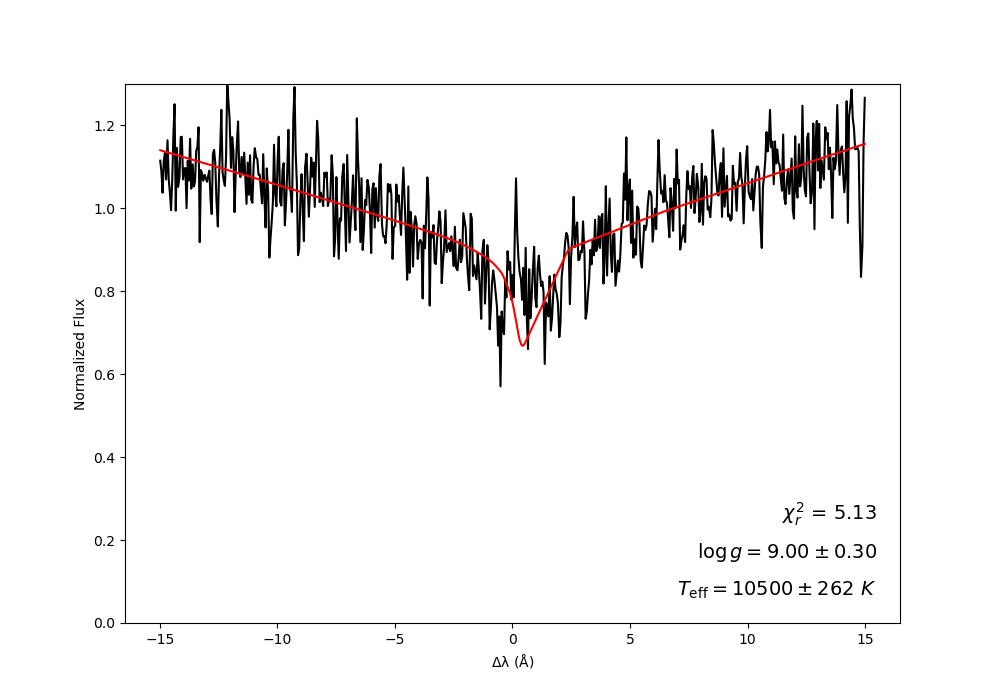 1.2
1.0
0.8
0.6
0.4
0.2
0.0
Normalized Flux
χ²ᵣ = 5.13
log g = 9.00 ± 0.30
T_eff = 10500 ± 262 K
−15 −10 −5 0 5 10 15
Δλ (Å)